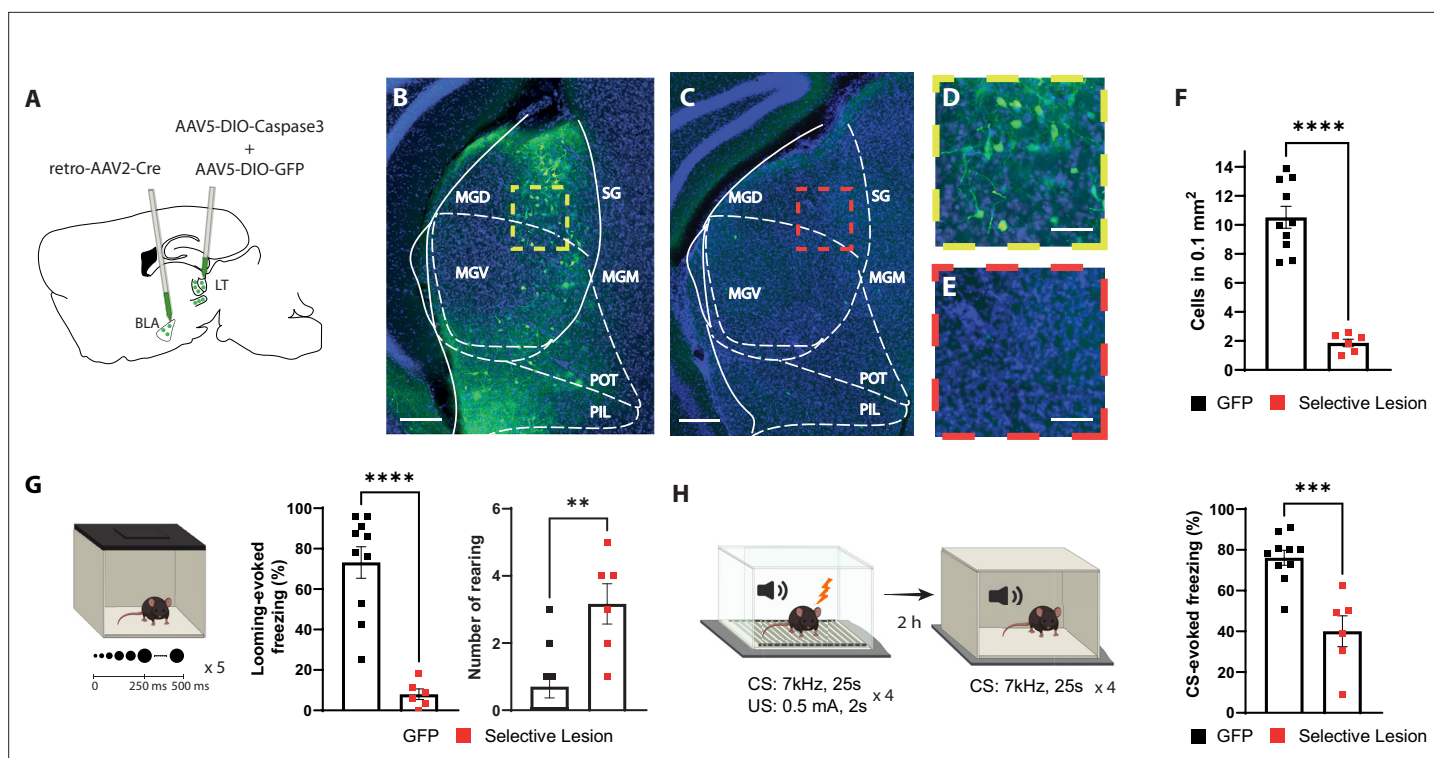 A
AAV5-DIO-Caspase3
+
AAV5-DIO-GFP
retro-AAV2-Cre
LT
BLA
B
MGD
SG
MGV
MGM
POT
PIL
C
MGD
SG
MGV
MGM
POT
PIL
D
E
F
****
Cells in 0.1 mm²
14
12
10
8
6
4
2
0
GFP
Selective Lesion
G
x 5
0
250 ms
500 ms
****
Looming-evoked
freezing (%)
100
80
60
40
20
0
**
Number of rearing
6
4
2
0
GFP
Selective Lesion
H
2 h
CS: 7kHz, 25s
US: 0.5 mA, 2s
x 4
CS: 7kHz, 25s
x 4
***
CS-evoked freezing (%)
100
80
60
40
20
0
GFP
Selective Lesion